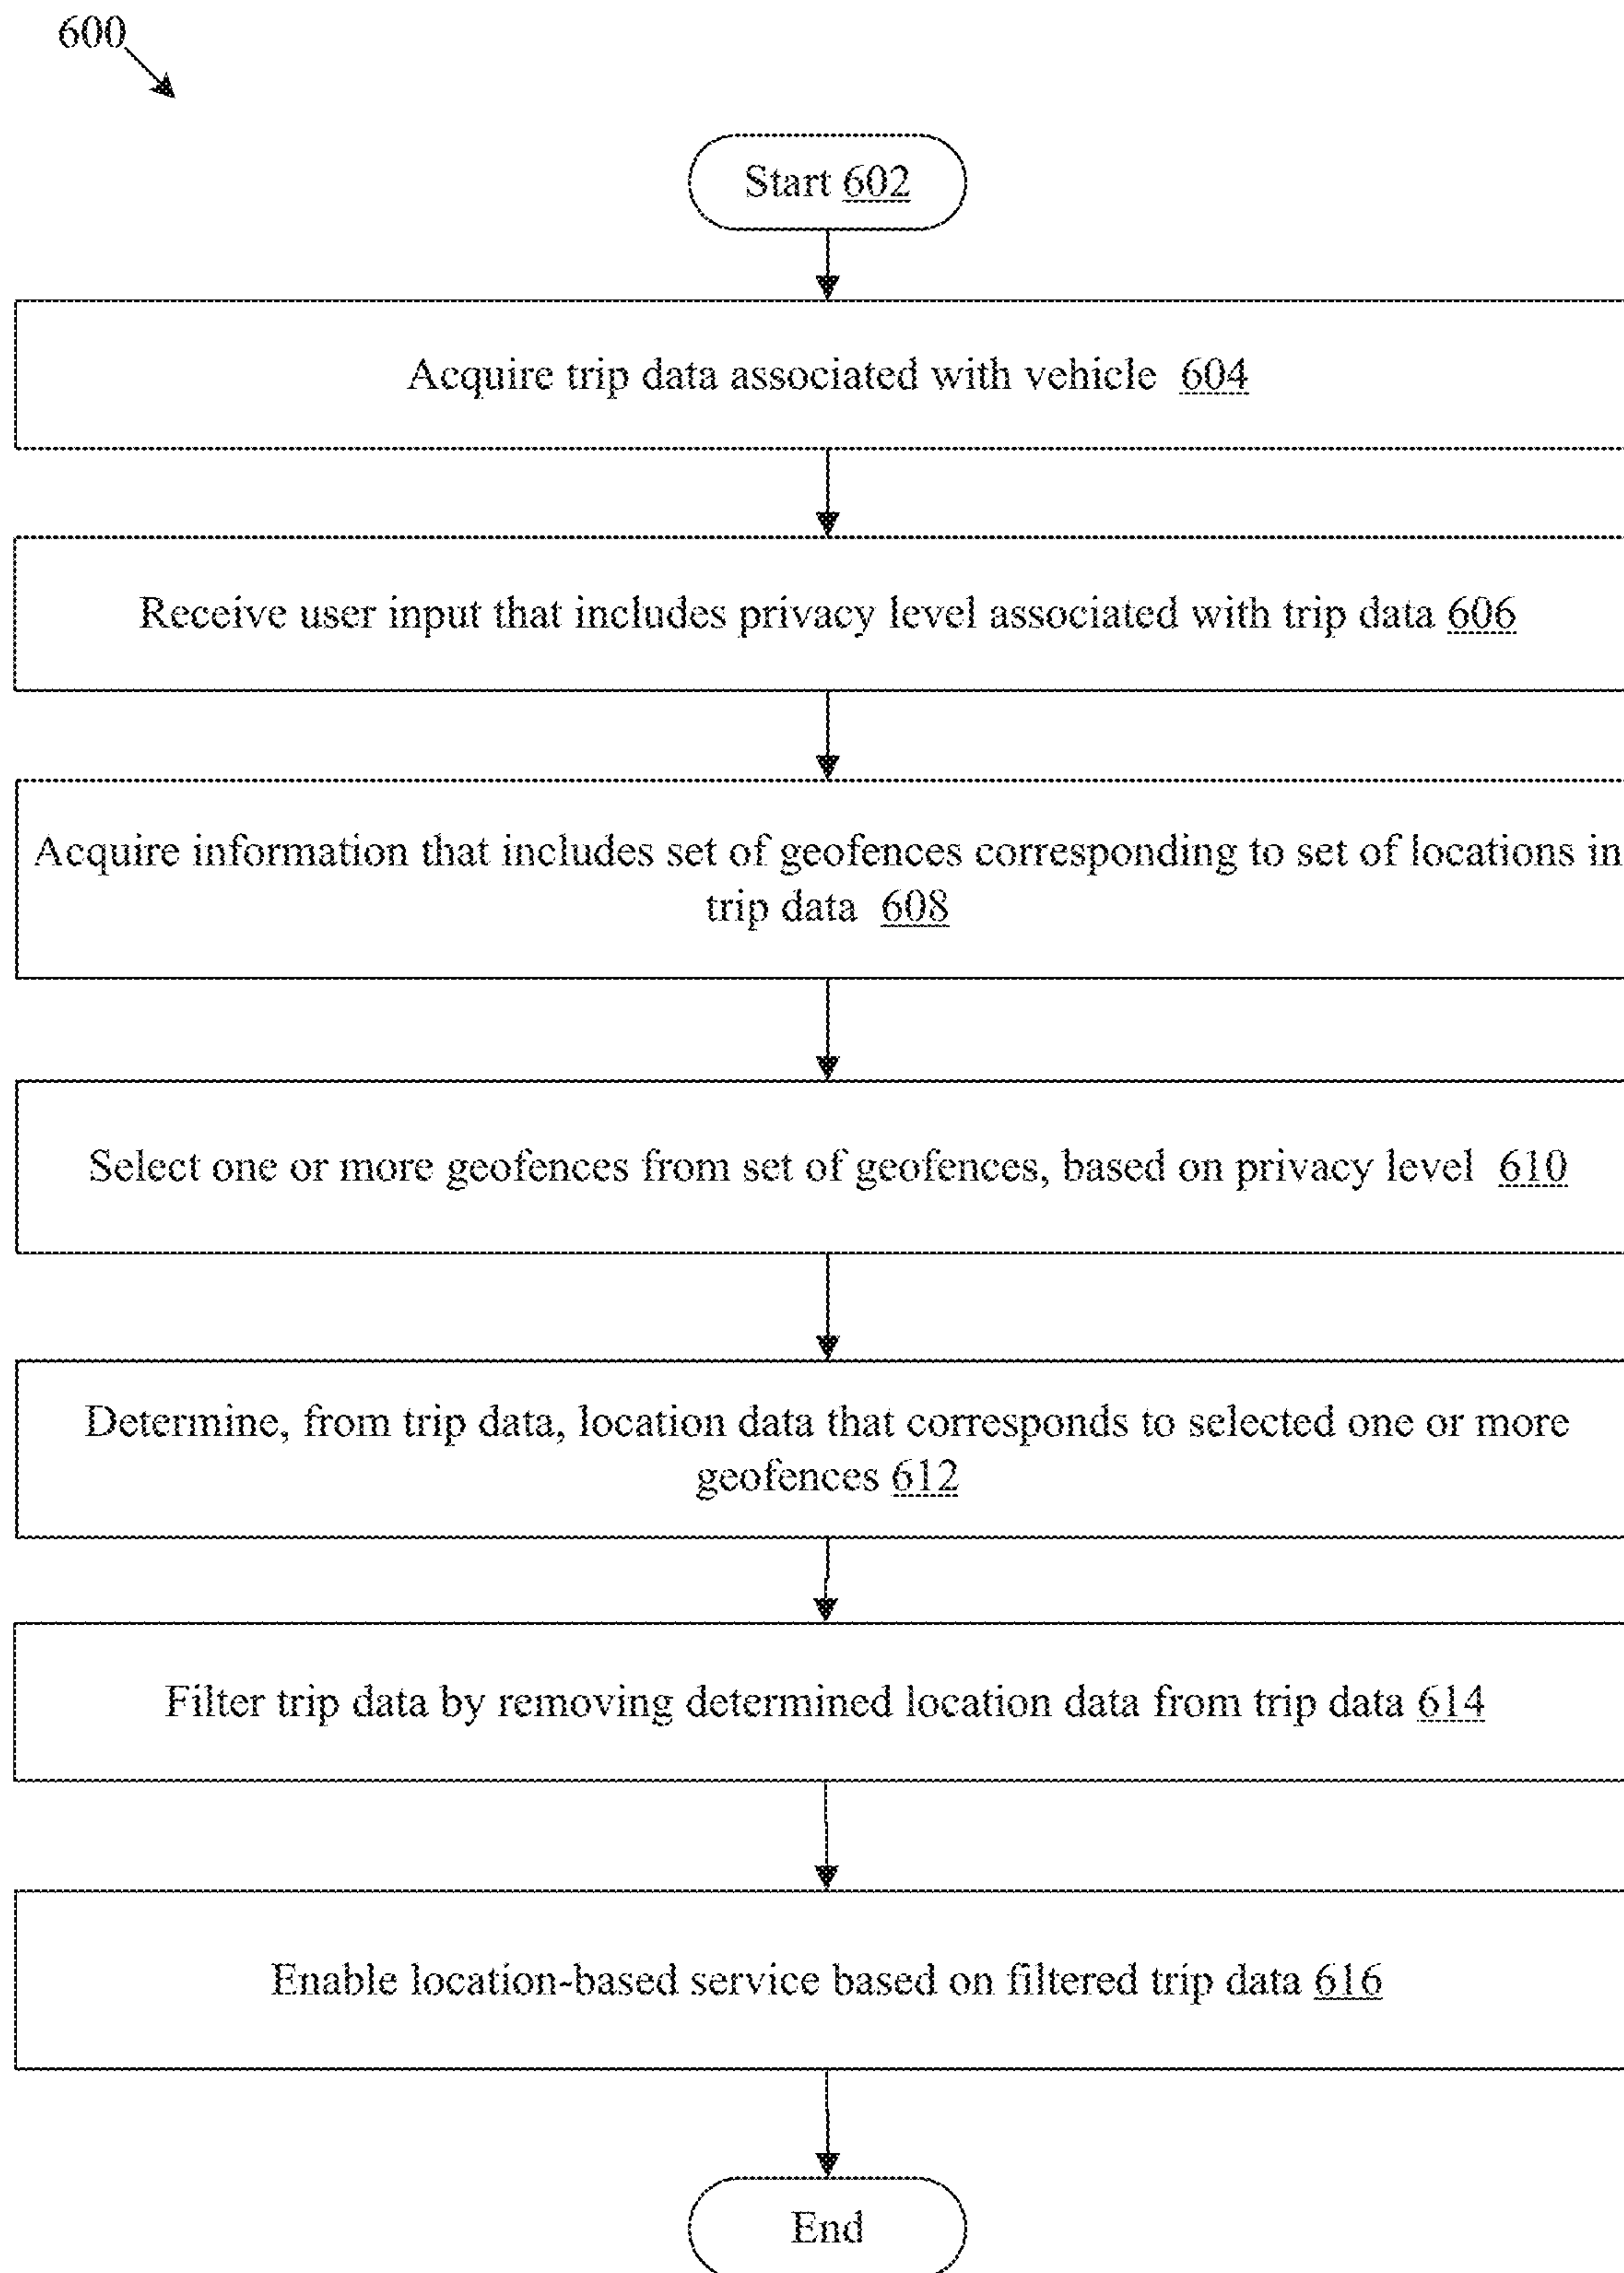 600
Start 602
Acquire trip data associated with vehicle 604
Receive user input that includes privacy level associated with trip data 606
Acquire information that includes set of geofences corresponding to set of locations in
trip data 608
Select one or more geofences from set of geofences, based on privacy level 610
Determine, from trip data, location data that corresponds to selected one or more
geofences 612
Filter trip data by removing determined location data from trip data 614
Enable location-based service based on filtered trip data 616
End